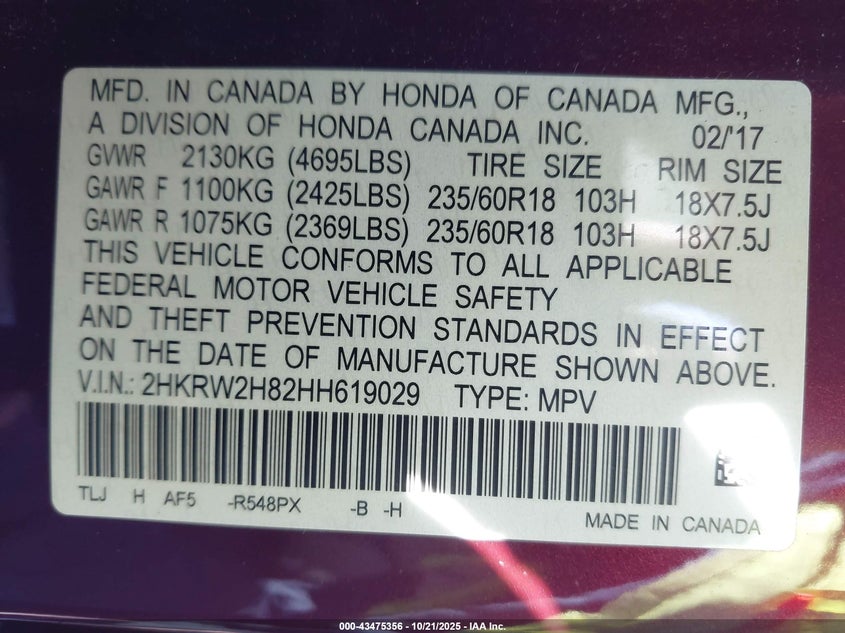 MFD. IN CANADA BY HONDA OF CANADA MFG.,
A DIVISION OF HONDA CANADA INC. 02/'17
GVWR 2130KG (4695LBS) TIRE SIZE RIM SIZE
GAWR F 1100KG (2425LBS) 235/60R18 103H 18X7.5J
GAWR R 1075KG (2369LBS) 235/60R18 103H 18X7.5J
THIS VEHICLE CONFORMS TO ALL APPLICABLE
FEDERAL MOTOR VEHICLE SAFETY
AND THEFT PREVENTION STANDARDS IN EFFECT
ON THE DATE OF MANUFACTURE SHOWN ABOVE.
V.I.N.: 2HKRW2H82HH619029 TYPE: MPV
TLJ H AF5 -R548PX -B -H
MADE IN CANADA
000-43475356 - 10/21/2025 - IAA Inc.